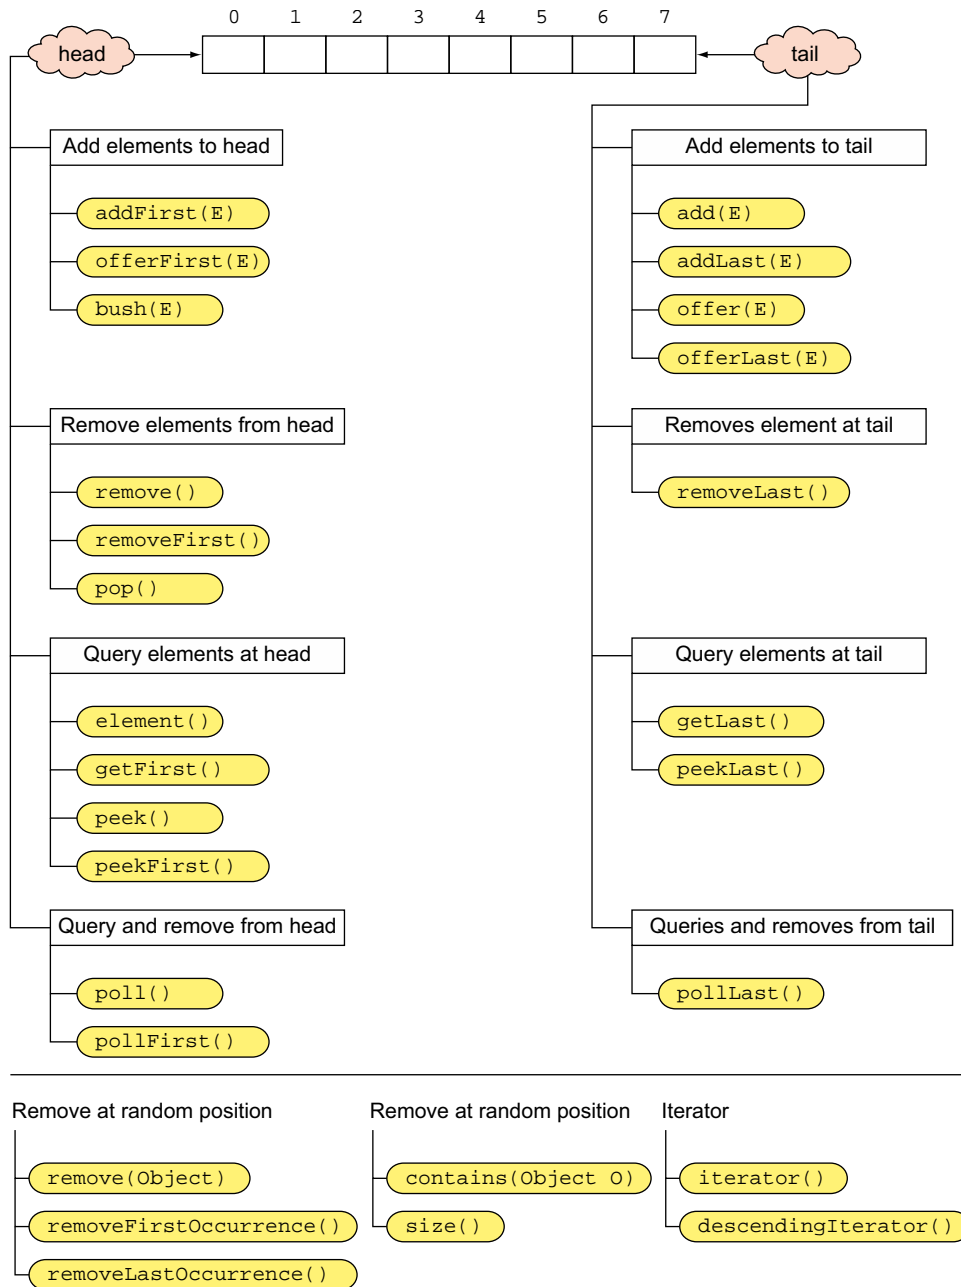 0 1 2 3 4 5 6 7
head
tail
Add elements to head
addFirst(E)
offerFirst(E)
bush(E)
Remove elements from head
remove()
removeFirst()
pop()
Query elements at head
element()
getFirst()
peek()
peekFirst()
Query and remove from head
poll()
pollFirst()
Add elements to tail
add(E)
addLast(E)
offer(E)
offerLast(E)
Removes element at tail
removeLast()
Query elements at tail
getLast()
peekLast()
Queries and removes from tail
pollLast()
Remove at random position
remove(Object)
removeFirstOccurrence()
removeLastOccurrence()
Remove at random position
contains(Object O)
size()
Iterator
iterator()
descendingIterator()